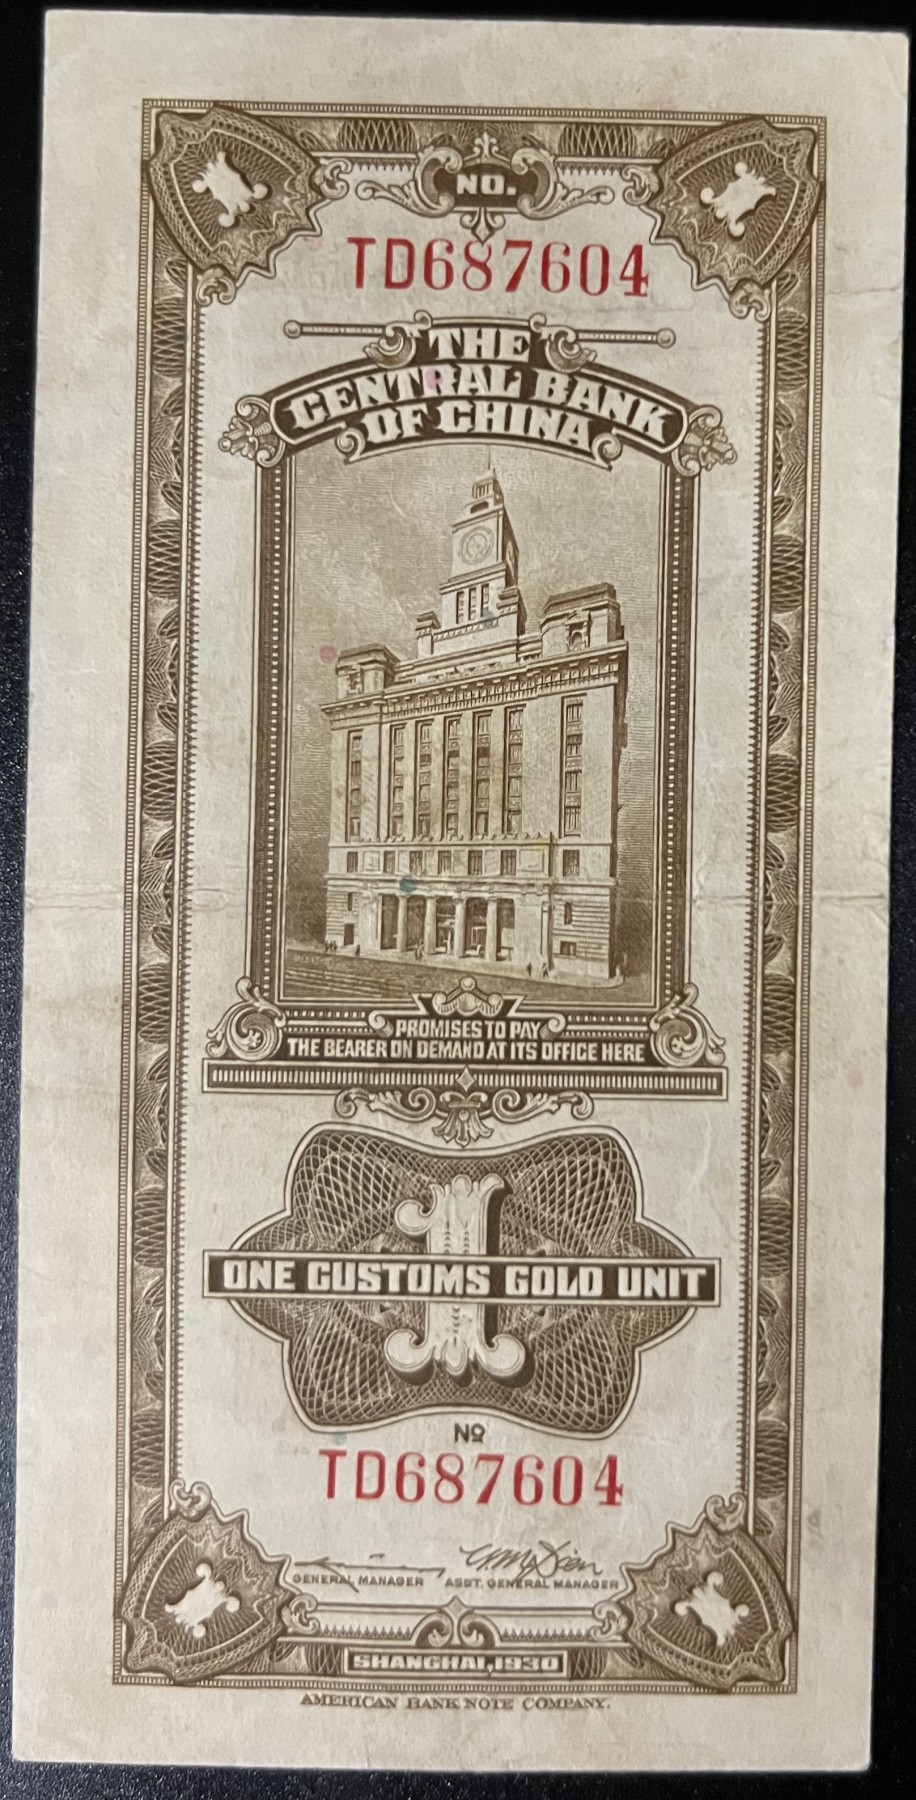 NO.
TD687604
THE
CENTRAL BANK
OF CHINA
PROMISES TO PAY
THE BEARER ON DEMAND AT ITS OFFICE HERE
1
ONE CUSTOMS GOLD UNIT
Nº
TD687604
GENERAL MANAGER ASST. GENERAL MANAGER
SHANGHAI, 1930
AMERICAN BANK NOTE COMPANY.